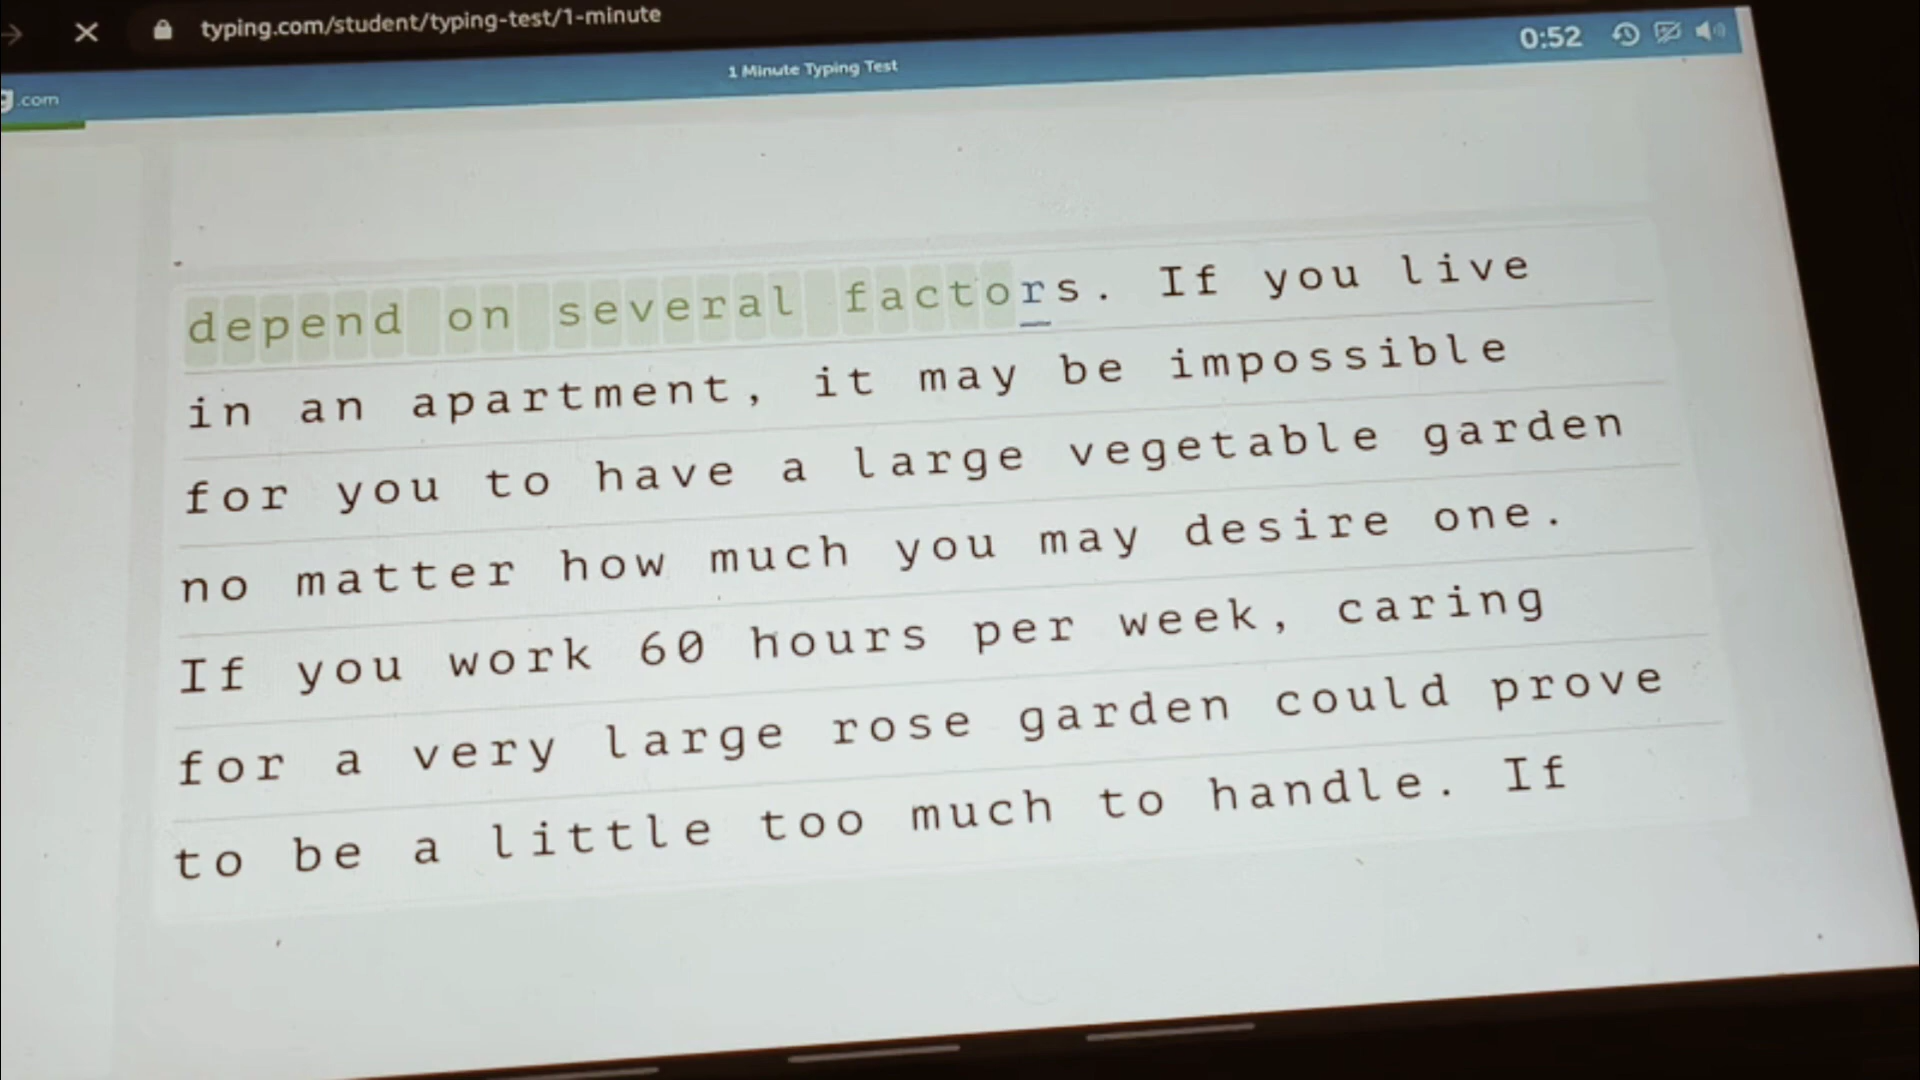 typing.com/student/typing-test/1-minute
.com
1 Minute Typing Test
0:52
depend on several factors. If you live
in an apartment, it may be impossible
for you to have a large vegetable garden
no matter how much you may desire one.
If you work 60 hours per week, caring
for a very large rose garden could prove
to be a little too much to handle. If